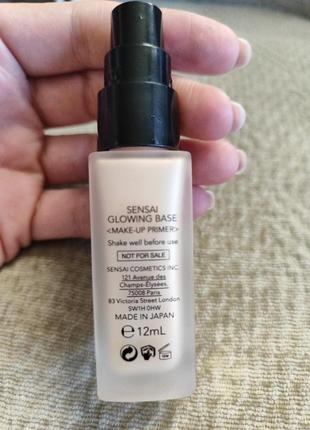 SENSAI
GLOWING BASE
<MAKE-UP PRIMER>
Shake well before use
NOT FOR SALE
SENSAI COSMETICS INC.
121 Avenue des
Champs-Élysées,
75008 Paris
83 Victoria Street London
SW1H 0HW
MADE IN JAPAN
℮12mL